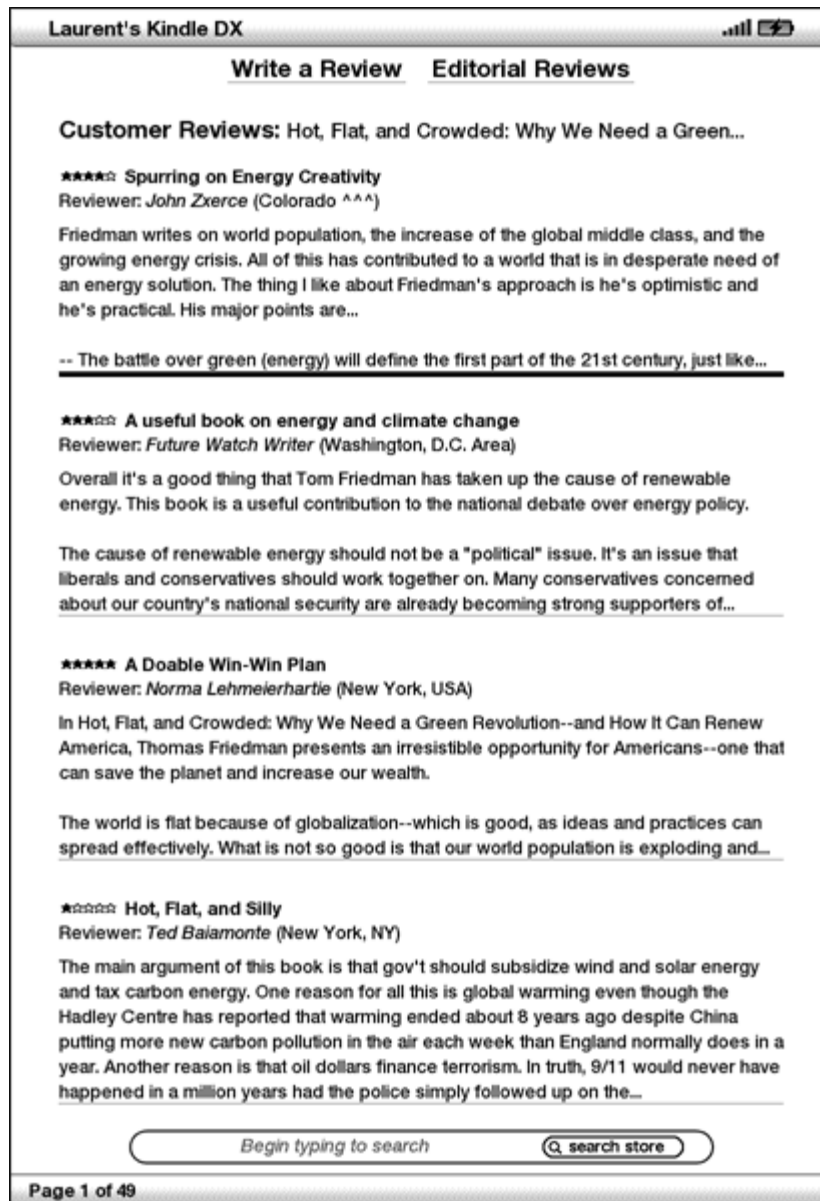 Laurent's Kindle DX
Write a Review Editorial Reviews
Customer Reviews: Hot, Flat, and Crowded: Why We Need a Green...
★★★★☆ Spurring on Energy Creativity
Reviewer: John Zxerce (Colorado ^^^)
Friedman writes on world population, the increase of the global middle class, and the
growing energy crisis. All of this has contributed to a world that is in desperate need of
an energy solution. The thing I like about Friedman's approach is he's optimistic and
he's practical. His major points are...
-- The battle over green (energy) will define the first part of the 21st century, just like...
★★★☆☆ A useful book on energy and climate change
Reviewer: Future Watch Writer (Washington, D.C. Area)
Overall it's a good thing that Tom Friedman has taken up the cause of renewable
energy. This book is a useful contribution to the national debate over energy policy.
The cause of renewable energy should not be a "political" issue. It's an issue that
liberals and conservatives should work together on. Many conservatives concerned
about our country's national security are already becoming strong supporters of...
★★★★★ A Doable Win-Win Plan
Reviewer: Norma Lehmeierhartie (New York, USA)
In Hot, Flat, and Crowded: Why We Need a Green Revolution--and How It Can Renew
America, Thomas Friedman presents an irresistible opportunity for Americans--one that
can save the planet and increase our wealth.
The world is flat because of globalization--which is good, as ideas and practices can
spread effectively. What is not so good is that our world population is exploding and...
★☆☆☆☆ Hot, Flat, and Silly
Reviewer: Ted Baiamonte (New York, NY)
The main argument of this book is that gov't should subsidize wind and solar energy
and tax carbon energy. One reason for all this is global warming even though the
Hadley Centre has reported that warming ended about 8 years ago despite China
putting more new carbon pollution in the air each week than England normally does in a
year. Another reason is that oil dollars finance terrorism. In truth, 9/11 would never have
happened in a million years had the police simply followed up on the...
Begin typing to search search store
Page 1 of 49